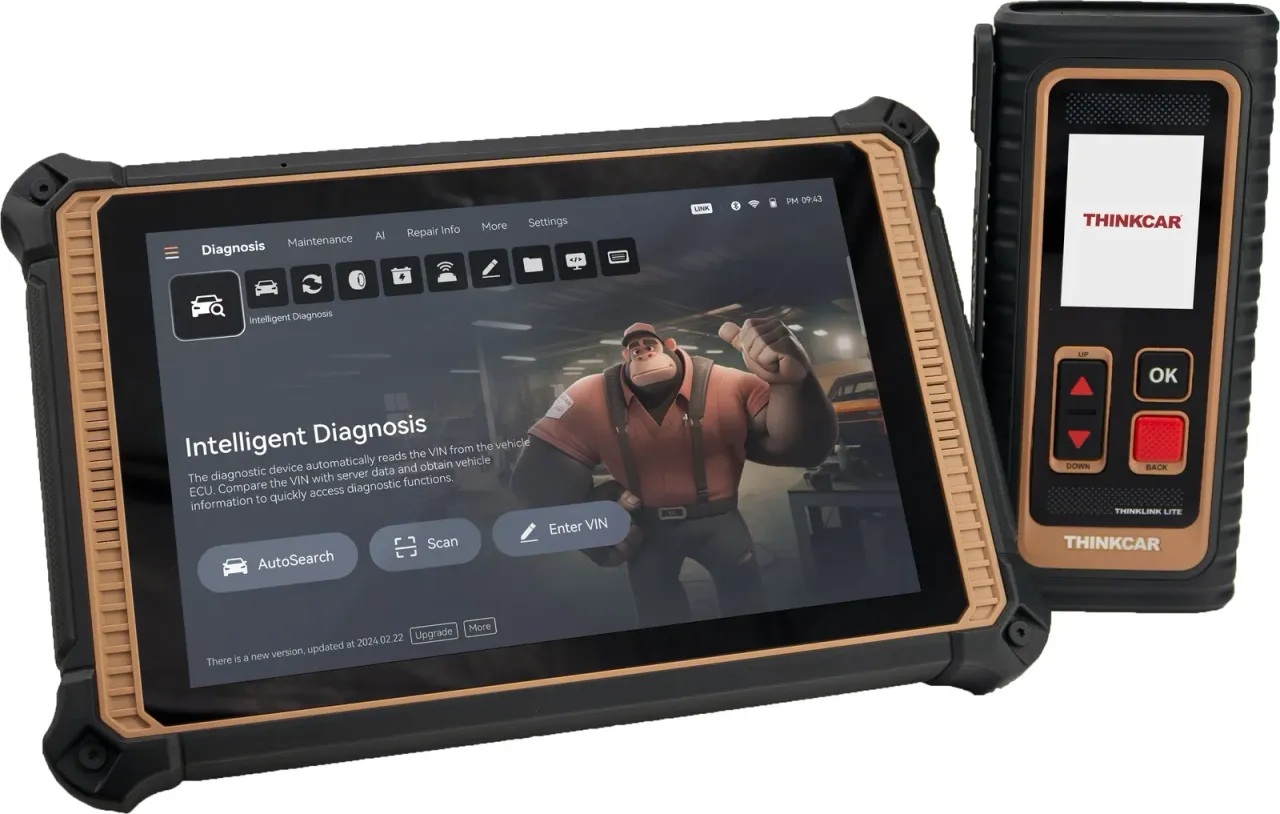 LINK
PM 09:43
Diagnosis
Maintenance
AI
Repair Info
More
Settings
Intelligent Diagnosis
Intelligent Diagnosis
The diagnostic device automatically reads the VIN from the vehicle
ECU. Compare the VIN with server data and obtain vehicle
information to quickly access diagnostic functions.
AutoSearch
Scan
Enter VIN
There is a new version, updated at 2024.02.22
Upgrade
More
THINKCAR
UP
OK
DOWN
BACK
THINKLINK LITE
THINKCAR